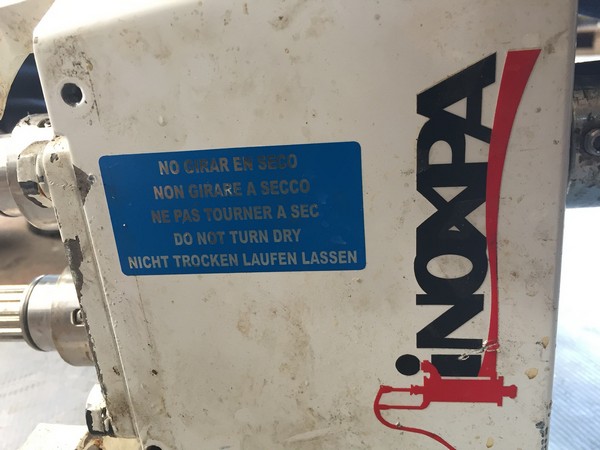 NO GIRAR EN SECO
NON GIRARE A SECCO
NE PAS TOURNER A SEC
DO NOT TURN DRY
NICHT TROCKEN LAUFEN LASSEN
iNOXPA